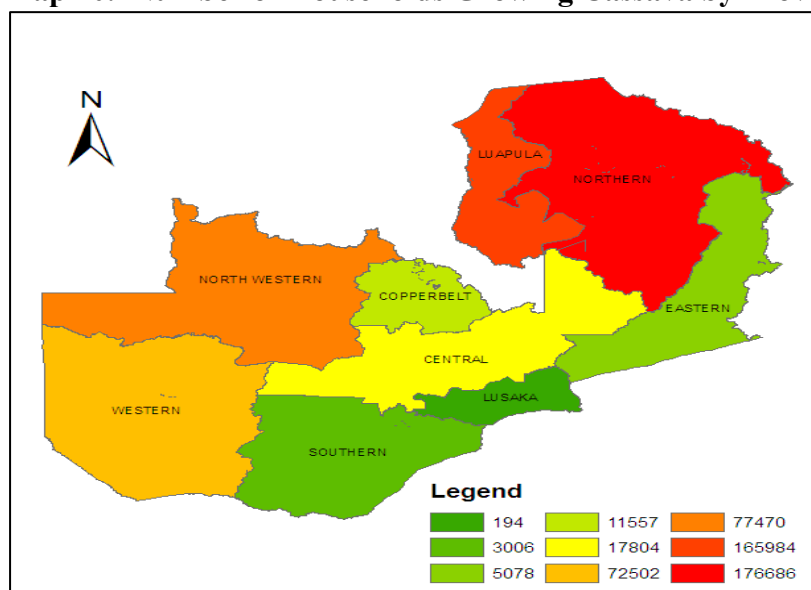 N
LUAPULA
NORTHERN
NORTH WESTERN
COPPERBELT
EASTERN
CENTRAL
LUSAKA
WESTERN
SOUTHERN
Legend
194 11557 77470
3006 17804 165984
5078 72502 176686